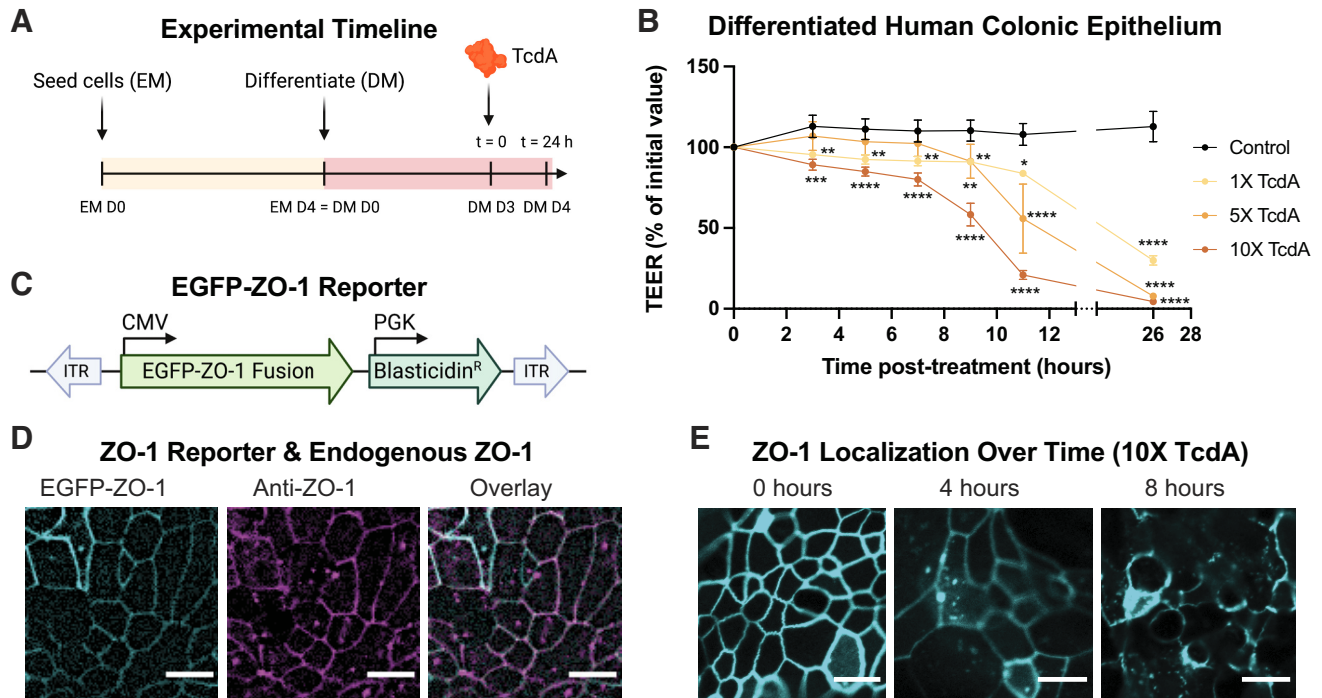 A
Experimental Timeline
TcdA
Seed cells (EM)
Differentiate (DM)
t = 0
t = 24 h
EM D0
EM D4 = DM D0
DM D3
DM D4
B
Differentiated Human Colonic Epithelium
TEER (% of initial value)
150
100
50
0
**
**
**
**
*
***
****
****
**
****
****
****
****
****
****
0 2 4 6 8 10 12 26 28
Time post-treatment (hours)
Control
1X TcdA
5X TcdA
10X TcdA
C
EGFP-ZO-1 Reporter
CMV
PGK
ITR
EGFP-ZO-1 Fusion
Blasticidinᴿ
ITR
D
ZO-1 Reporter & Endogenous ZO-1
EGFP-ZO-1
Anti-ZO-1
Overlay
E
ZO-1 Localization Over Time (10X TcdA)
0 hours
4 hours
8 hours